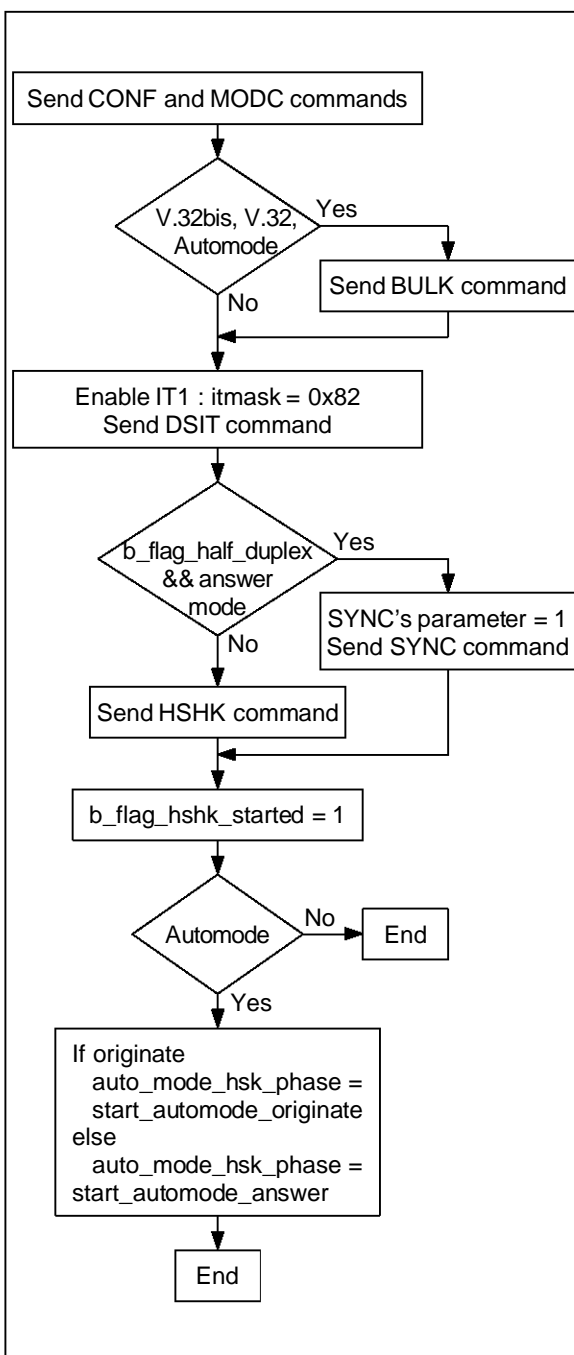 Send CONF and MODC commands
V.32bis, V.32,
Automode
Yes
Send BULK command
No
Enable IT1 : itmask = 0x82
Send DSIT command
b_flag_half_duplex
&& answer
mode
Yes
SYNC's parameter = 1
Send SYNC command
No
Send HSHK command
b_flag_hshk_started = 1
Automode
No
End
Yes
If originate
auto_mode_hsk_phase =
start_automode_originate
else
auto_mode_hsk_phase =
start_automode_answer
End